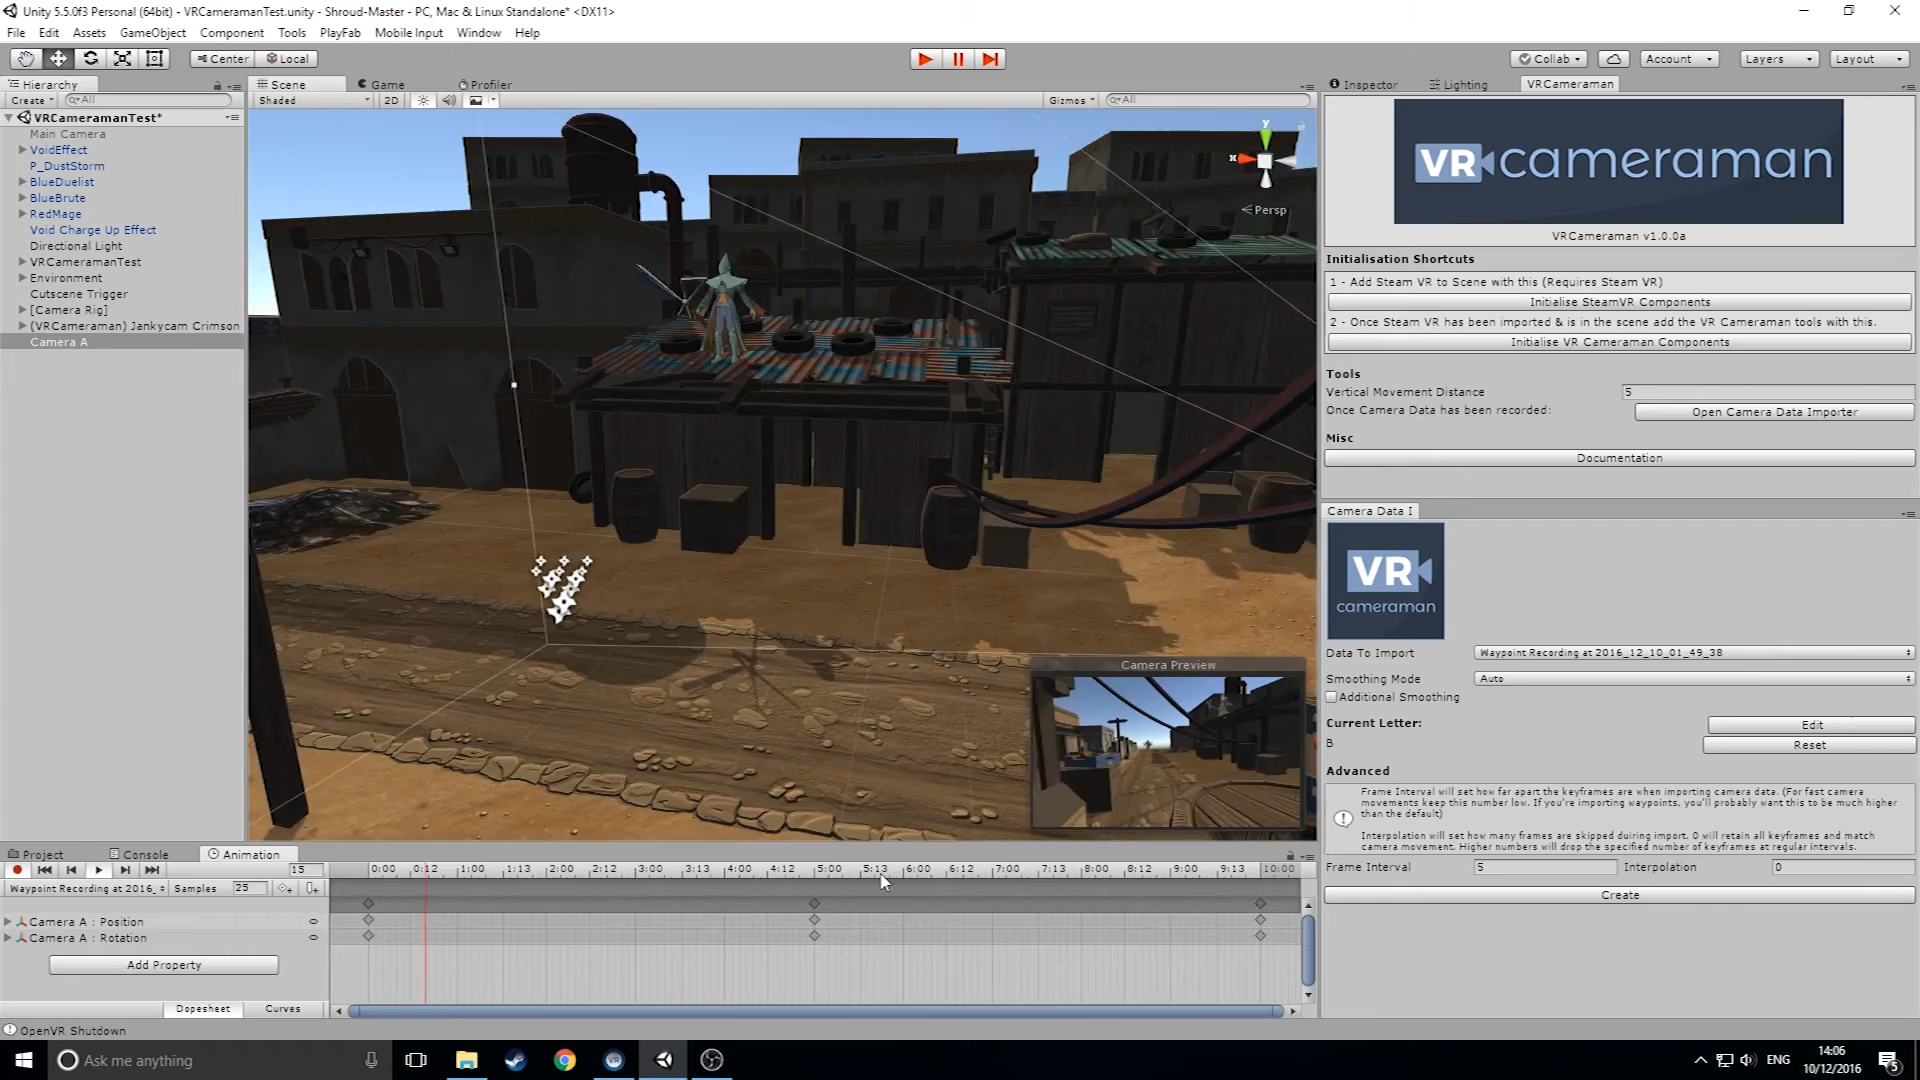 Unity 5.5.0f3 Personal (64bit) - VRCameramanTest.unity - Shroud-Master - PC, Mac & Linux Standalone* <DX11>
File Edit Assets GameObject Component Tools PlayFab Mobile Input Window Help
Center Local Collab Account Layers Layout
Hierarchy
Create All
VRCameramanTest*
Main Camera
VoidEffect
P_DustStorm
BlueDuelist
BlueBrute
RedMage
Void Charge Up Effect
Directional Light
VRCameramanTest
Environment
Cutscene Trigger
[Camera Rig]
(VRCameraman) Jankycam Crimson
Camera A
Scene Game Profiler
Shaded 2D Gizmos All
y
x
Persp
Camera Preview
Inspector Lighting VRCameraman
VR cameraman
VRCameraman v1.0.0a
Initialisation Shortcuts
1 - Add Steam VR to Scene with this (Requires Steam VR)
Initialise SteamVR Components
2 - Once Steam VR has been imported & is in the scene add the VR Cameraman tools with this.
Initialise VR Cameraman Components
Tools
Vertical Movement Distance 5
Once Camera Data has been recorded: Open Camera Data Importer
Misc
Documentation
Camera Data I
VR
cameraman
Data To Import Waypoint Recording at 2016_12_10_01_49_38
Smoothing Mode Auto
Additional Smoothing
Current Letter: Edit
B Reset
Advanced
Frame Interval will set how far apart the keyframes are when importing camera data. (For fast camera
movements keep this number low. If you're importing waypoints, you'll probably want this to be much higher
than the default)
Interpolation will set how many frames are skipped duiring import. 0 will retain all keyframes and match
camera movement. Higher numbers will drop the specified number of keyframes at regular intervals.
Frame Interval 5 Interpolation 0
Create
Project Console Animation
15 0:00 0:12 1:00 1:13 2:00 2:13 3:00 3:13 4:00 4:12 5:00 5:13 6:00 6:12 7:00 7:13 8:00 8:12 9:00 9:13 10:00
Waypoint Recording at 2016_ Samples 25
Camera A : Position
Camera A : Rotation
Add Property
Dopesheet Curves
OpenVR Shutdown
Ask me anything
VR
ENG
14:06
10/12/2016
5